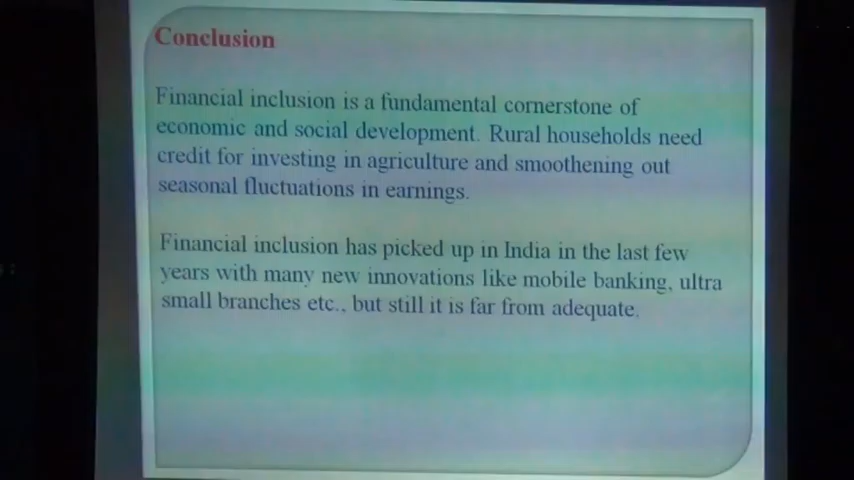 Conclusion
Financial inclusion is a fundamental cornerstone of
economic and social development. Rural households need
credit for investing in agriculture and smoothening out
seasonal fluctuations in earnings.
Financial inclusion has picked up in India in the last few
years with many new innovations like mobile banking, ultra
small branches etc., but still it is far from adequate.